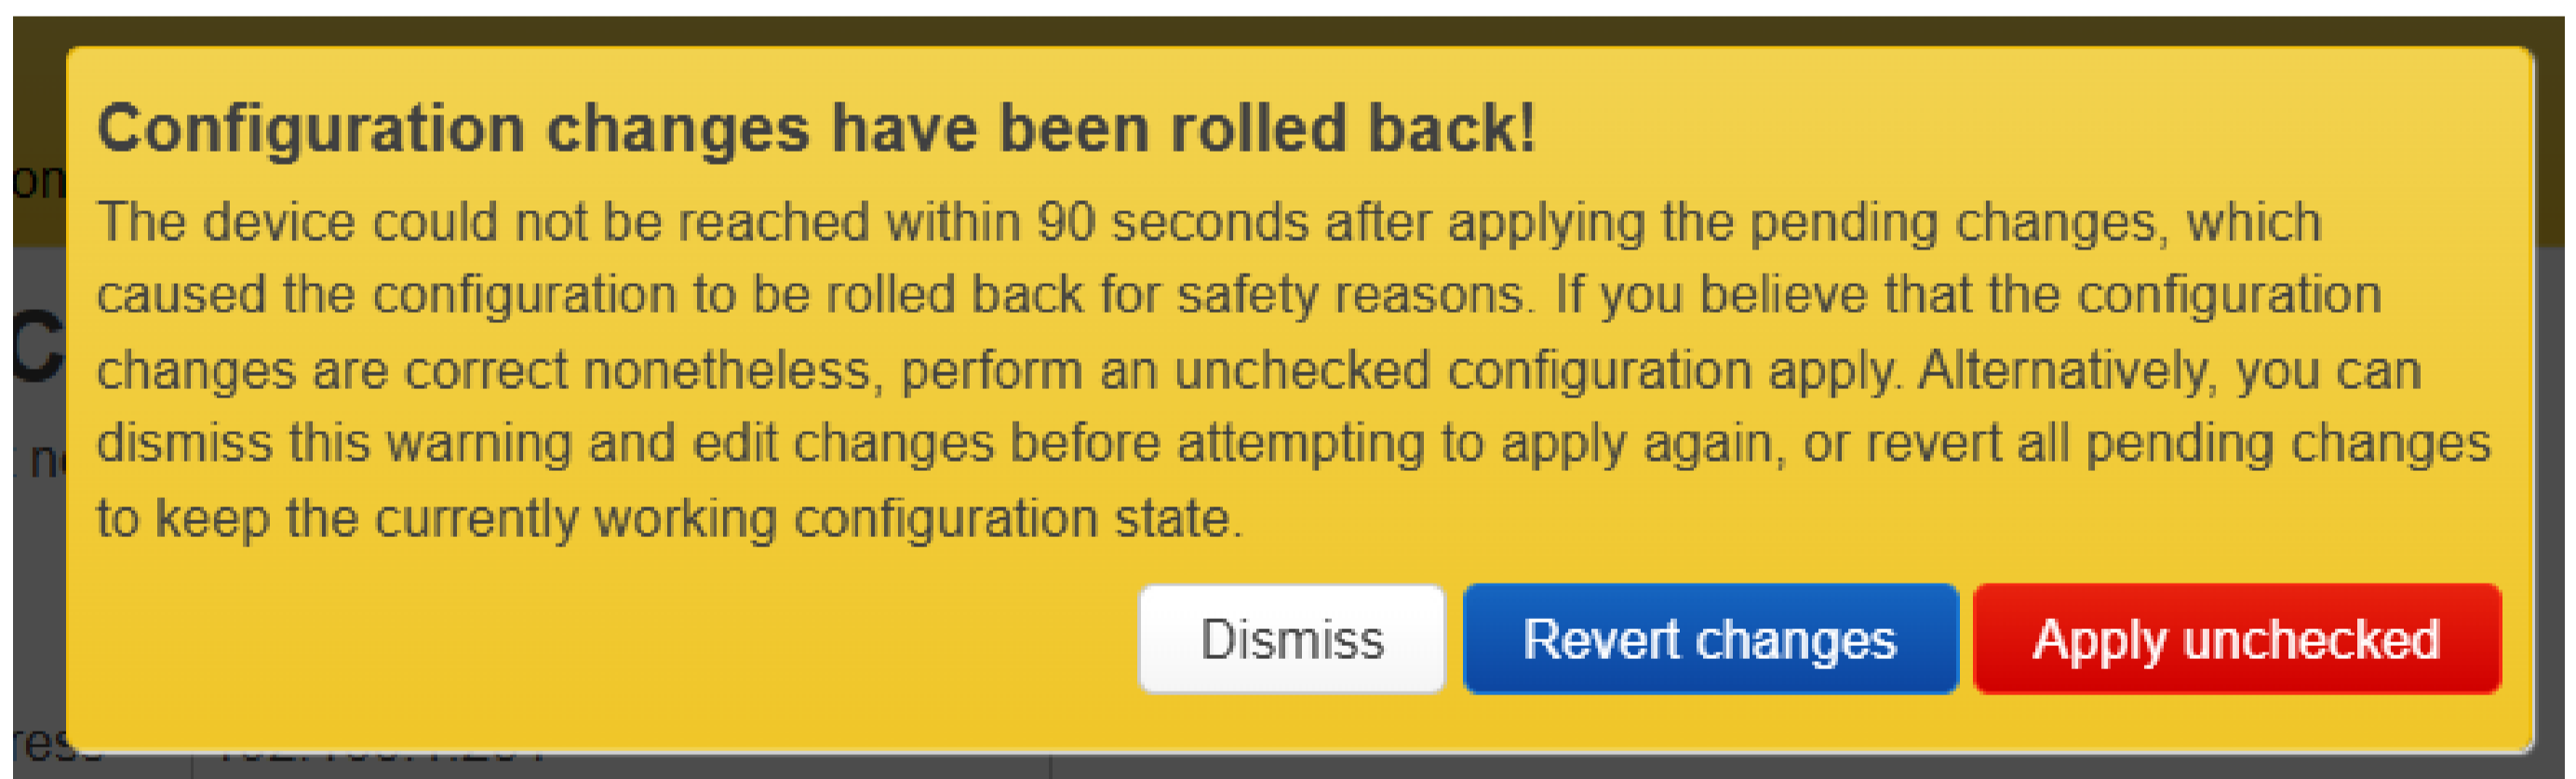 Configuration changes have been rolled back!
The device could not be reached within 90 seconds after applying the pending changes, which
caused the configuration to be rolled back for safety reasons. If you believe that the configuration
changes are correct nonetheless, perform an unchecked configuration apply. Alternatively, you can
dismiss this warning and edit changes before attempting to apply again, or revert all pending changes
to keep the currently working configuration state.
Dismiss Revert changes Apply unchecked